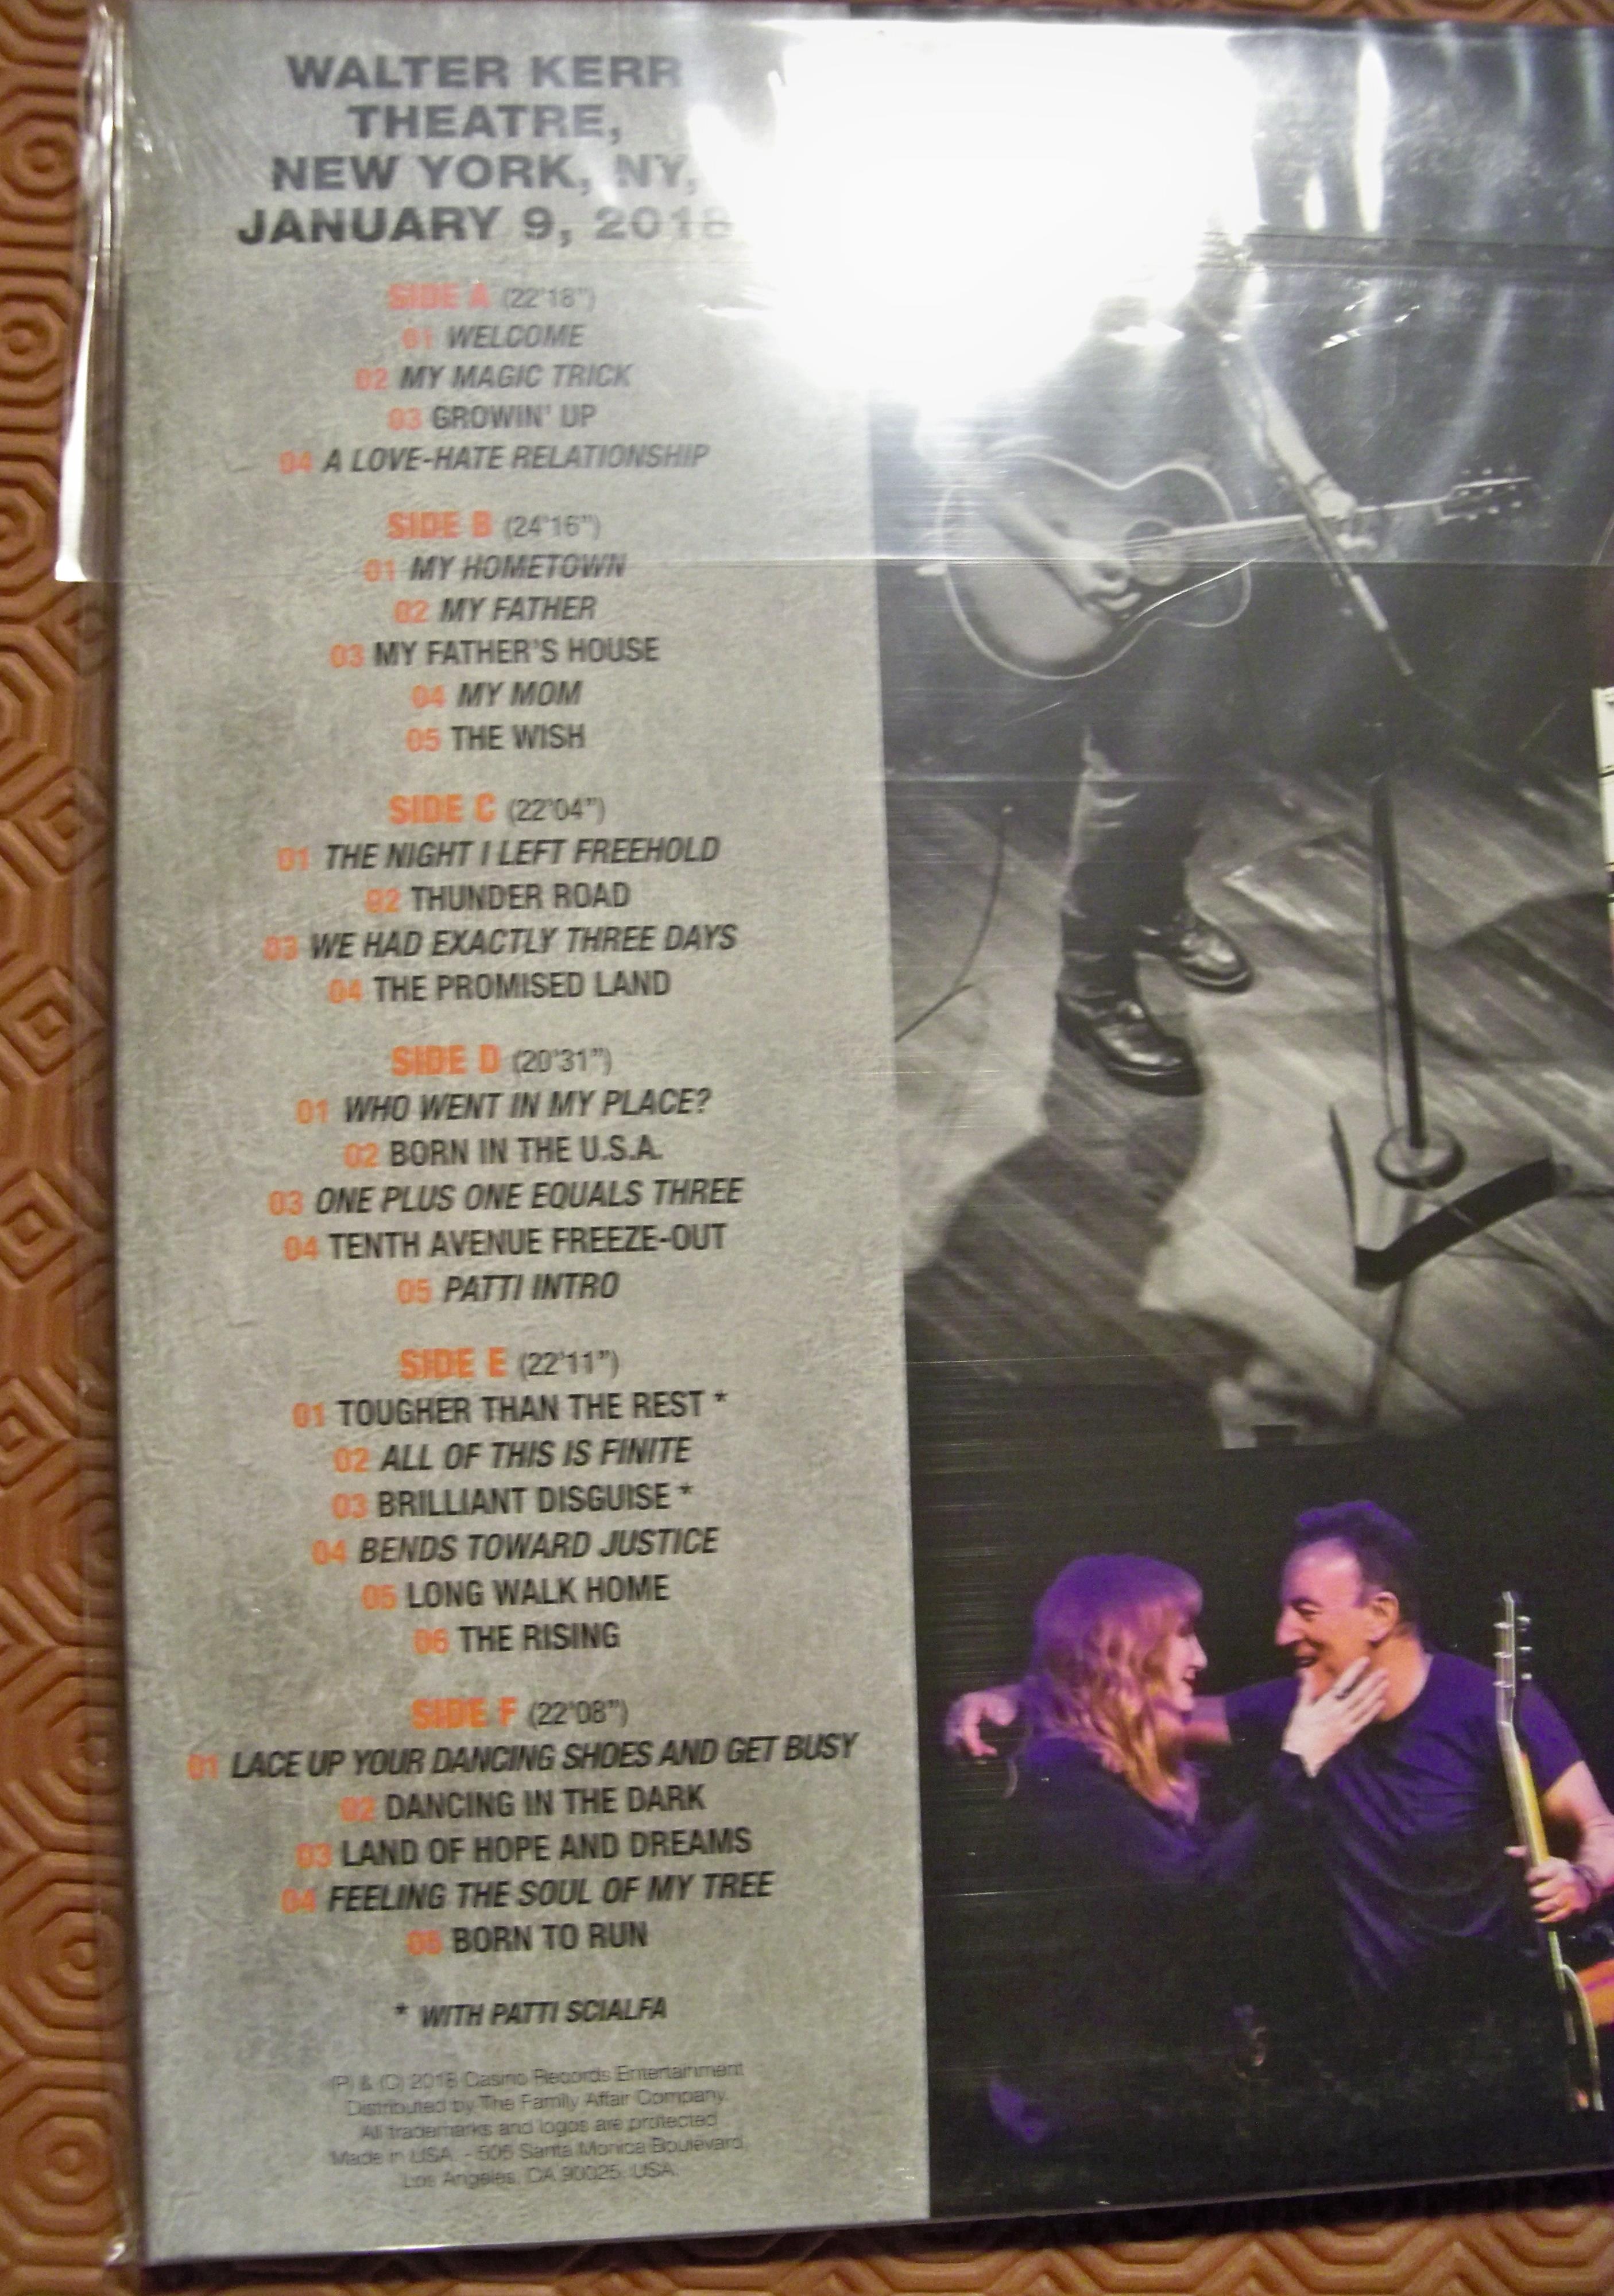 WALTER KERR
THEATRE,
NEW YORK, NY,
JANUARY 9, 2018
SIDE A (22'18")
01 WELCOME
02 MY MAGIC TRICK
03 GROWIN' UP
04 A LOVE-HATE RELATIONSHIP
SIDE B (24'16")
01 MY HOMETOWN
02 MY FATHER
03 MY FATHER'S HOUSE
04 MY MOM
05 THE WISH
SIDE C (22'04")
01 THE NIGHT I LEFT FREEHOLD
02 THUNDER ROAD
03 WE HAD EXACTLY THREE DAYS
04 THE PROMISED LAND
SIDE D (20'31")
01 WHO WENT IN MY PLACE?
02 BORN IN THE U.S.A.
03 ONE PLUS ONE EQUALS THREE
04 TENTH AVENUE FREEZE-OUT
05 PATTI INTRO
SIDE E (22'11")
01 TOUGHER THAN THE REST *
02 ALL OF THIS IS FINITE
03 BRILLIANT DISGUISE *
04 BENDS TOWARD JUSTICE
05 LONG WALK HOME
06 THE RISING
SIDE F (22'08")
01 LACE UP YOUR DANCING SHOES AND GET BUSY
02 DANCING IN THE DARK
03 LAND OF HOPE AND DREAMS
04 FEELING THE SOUL OF MY TREE
05 BORN TO RUN
* WITH PATTI SCIALFA
(P) & (C) 2018 Casino Records Entertainment
Distributed by The Family Affair Company.
All trademarks and logos are protected
Made in USA. - 506 Santa Monica Boulevard,
Los Angeles, CA 90025, USA.